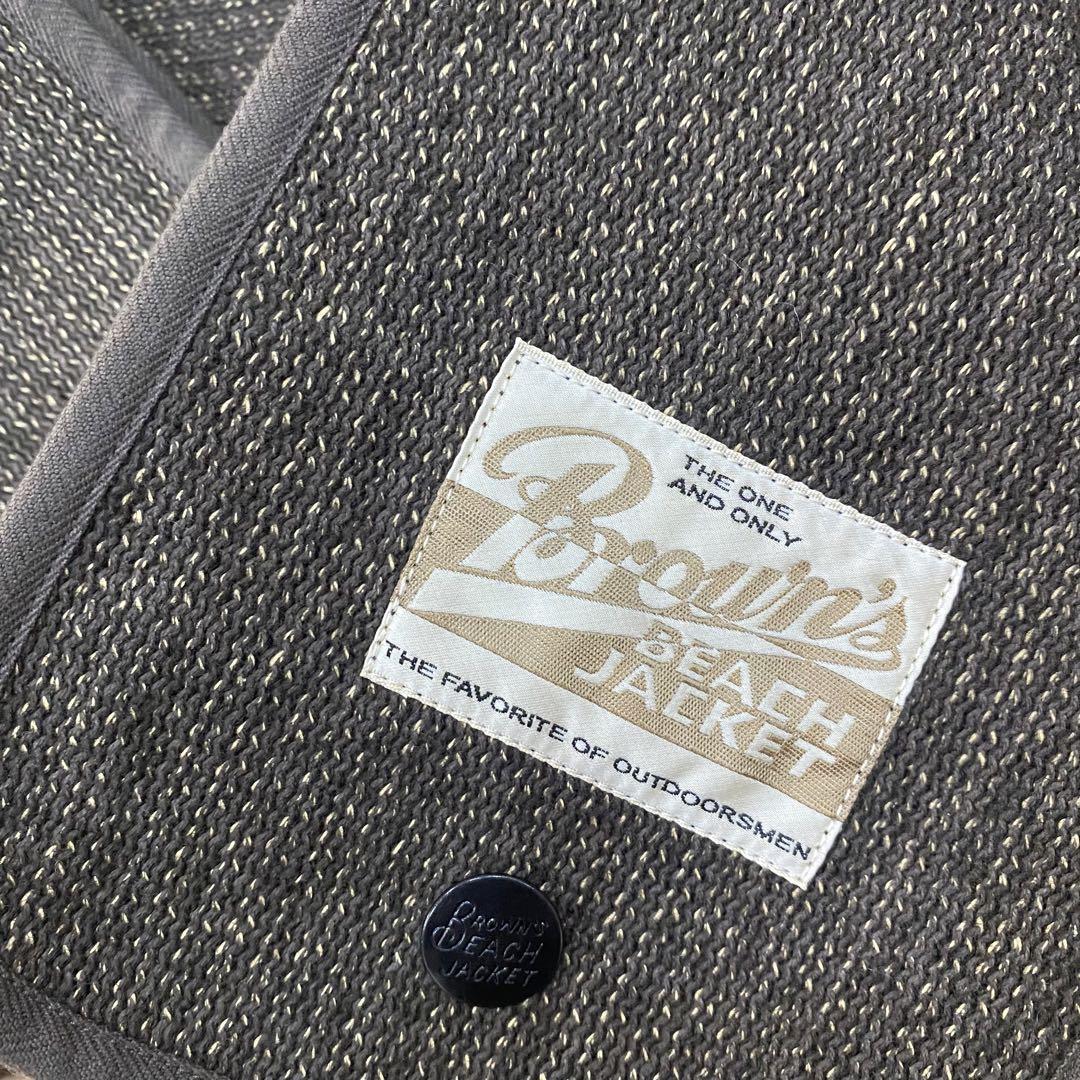 THE ONE
AND ONLY
Brown's
BEACH
JACKET
THE FAVORITE OF OUTDOORSMEN
BROWN'S
BEACH
JACKET